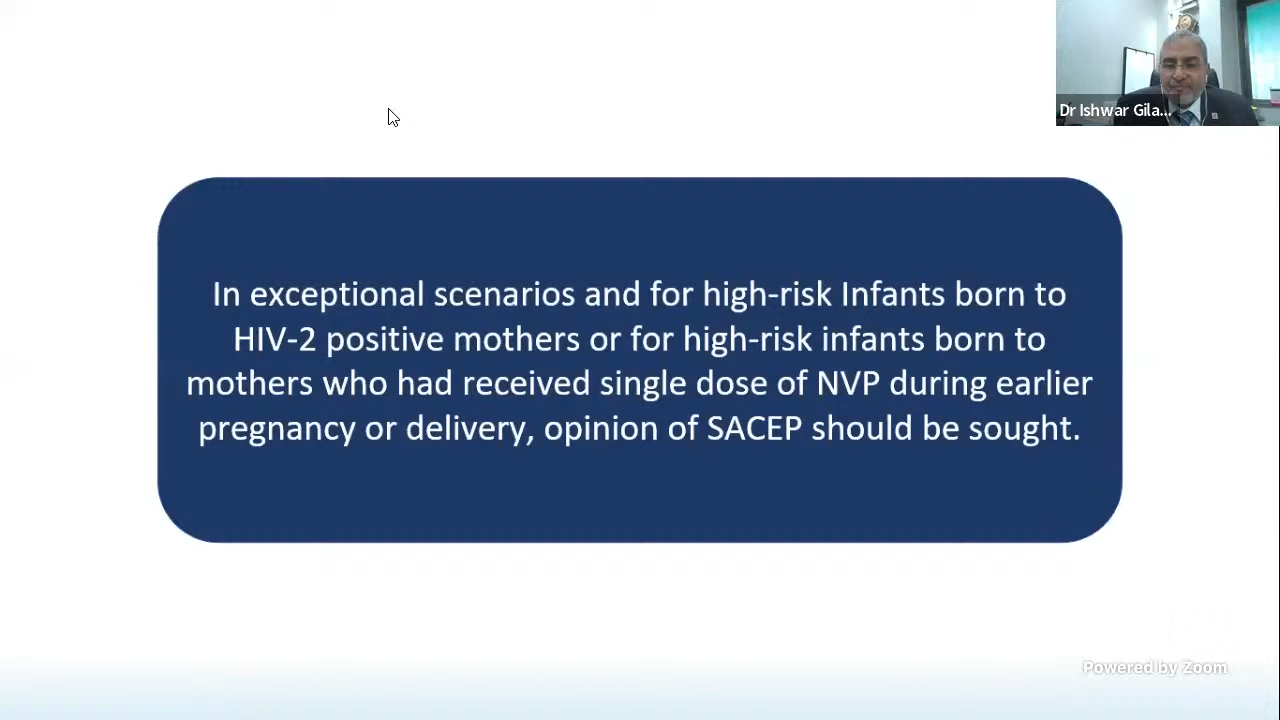 Dr Ishwar Gila...
In exceptional scenarios and for high-risk Infants born to
HIV-2 positive mothers or for high-risk infants born to
mothers who had received single dose of NVP during earlier
pregnancy or delivery, opinion of SACEP should be sought.
Powered by Zoom